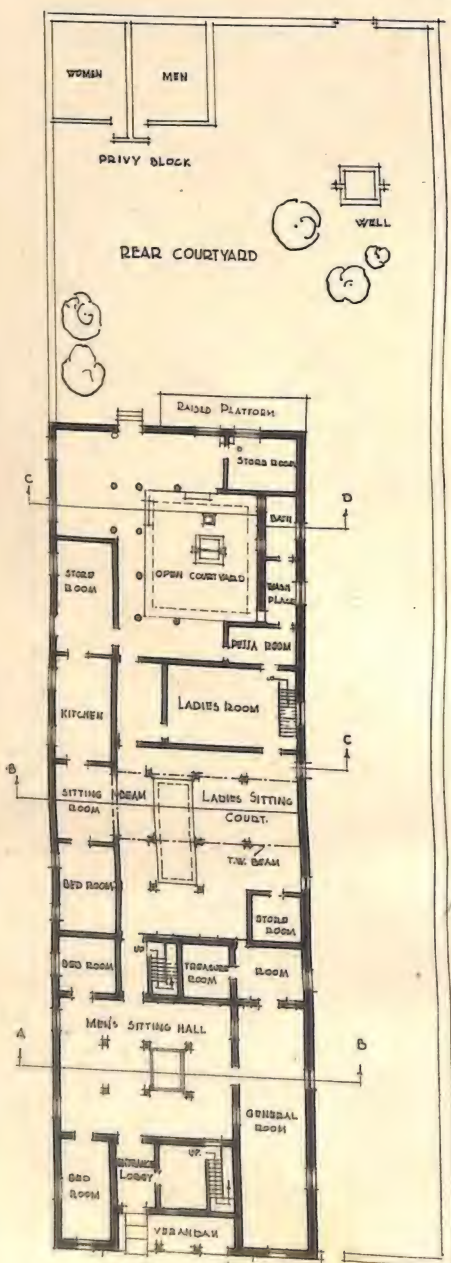 WOMEN
MEN
PRIVY BLOCK
WELL
REAR COURTYARD
RAISED PLATFORM
STORE ROOM
C
D
BATH
STORE
ROOM
OPEN COURTYARD
WASH
PLACE
PUJJA ROOM
LADIES ROOM
KITCHEN
C
B
SITTING
ROOM
BEAM
LADIES SITTING
COURT.
T.W. BEAM
BED ROOM
STORE
ROOM
BED ROOM
UP
TREASURE
ROOM
ROOM
MEN'S SITTING HALL
A
B
GENERAL
ROOM
BED
ROOM
ENTRANCE
LOBBY
UP.
VERANDAH